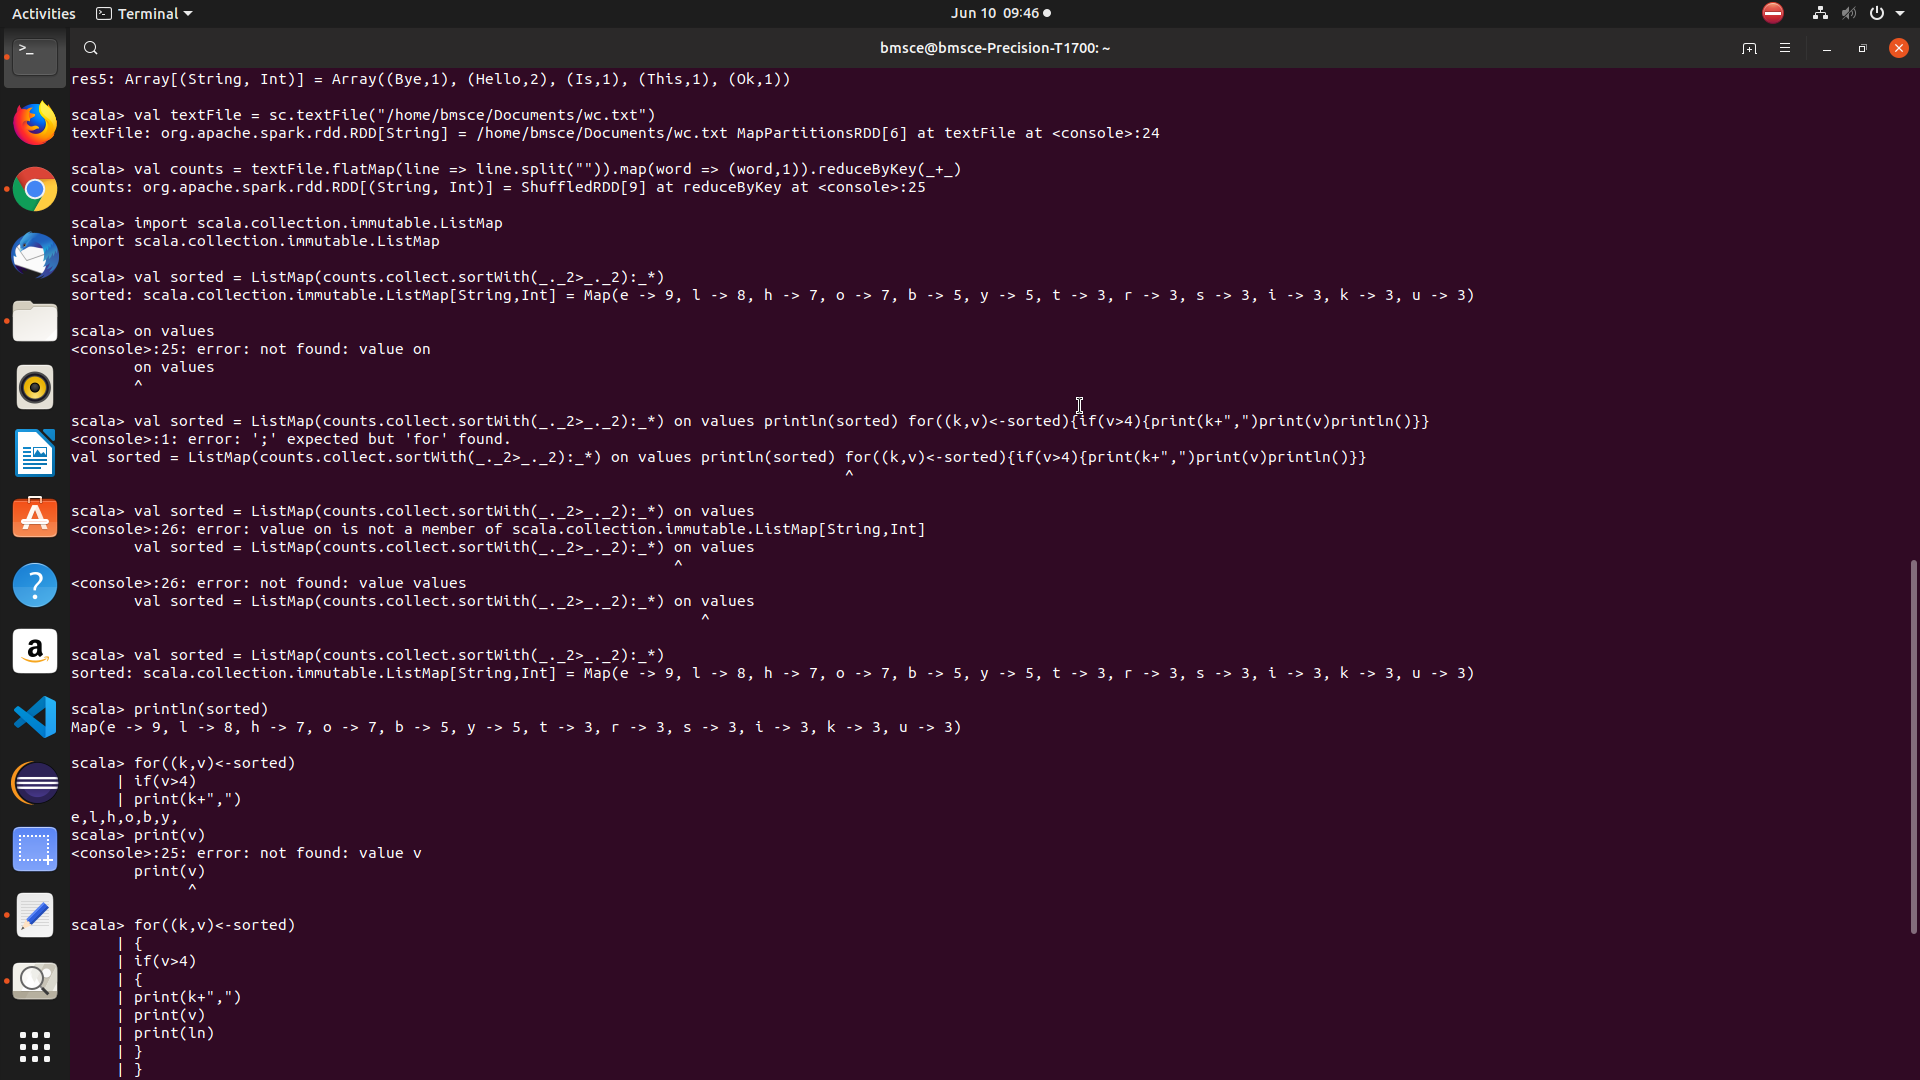 Activities Terminal Jun 10 09:46
bmsce@bmsce-Precision-T1700: ~
res5: Array[(String, Int)] = Array((Bye,1), (Hello,2), (Is,1), (This,1), (Ok,1))
scala> val textFile = sc.textFile("/home/bmsce/Documents/wc.txt")
textFile: org.apache.spark.rdd.RDD[String] = /home/bmsce/Documents/wc.txt MapPartitionsRDD[6] at textFile at <console>:24
scala> val counts = textFile.flatMap(line => line.split("")).map(word => (word,1)).reduceByKey(_+_)
counts: org.apache.spark.rdd.RDD[(String, Int)] = ShuffledRDD[9] at reduceByKey at <console>:25
scala> import scala.collection.immutable.ListMap
import scala.collection.immutable.ListMap
scala> val sorted = ListMap(counts.collect.sortWith(_._2>_._2):_*)
sorted: scala.collection.immutable.ListMap[String,Int] = Map(e -> 9, l -> 8, h -> 7, o -> 7, b -> 5, y -> 5, t -> 3, r -> 3, s -> 3, i -> 3, k -> 3, u -> 3)
scala> on values
<console>:25: error: not found: value on
       on values
       ^
scala> val sorted = ListMap(counts.collect.sortWith(_._2>_._2):_*) on values println(sorted) for((k,v)<-sorted){if(v>4){print(k+",")print(v)println()}}
<console>:1: error: ';' expected but 'for' found.
val sorted = ListMap(counts.collect.sortWith(_._2>_._2):_*) on values println(sorted) for((k,v)<-sorted){if(v>4){print(k+",")print(v)println()}}
                                                                                      ^
scala> val sorted = ListMap(counts.collect.sortWith(_._2>_._2):_*) on values
<console>:26: error: value on is not a member of scala.collection.immutable.ListMap[String,Int]
       val sorted = ListMap(counts.collect.sortWith(_._2>_._2):_*) on values
                                                                   ^
<console>:26: error: not found: value values
       val sorted = ListMap(counts.collect.sortWith(_._2>_._2):_*) on values
                                                                      ^
scala> val sorted = ListMap(counts.collect.sortWith(_._2>_._2):_*)
sorted: scala.collection.immutable.ListMap[String,Int] = Map(e -> 9, l -> 8, h -> 7, o -> 7, b -> 5, y -> 5, t -> 3, r -> 3, s -> 3, i -> 3, k -> 3, u -> 3)
scala> println(sorted)
Map(e -> 9, l -> 8, h -> 7, o -> 7, b -> 5, y -> 5, t -> 3, r -> 3, s -> 3, i -> 3, k -> 3, u -> 3)
scala> for((k,v)<-sorted)
     | if(v>4)
     | print(k+",")
e,l,h,o,b,y,
scala> print(v)
<console>:25: error: not found: value v
       print(v)
             ^
scala> for((k,v)<-sorted)
     | {
     | if(v>4)
     | {
     | print(k+",")
     | print(v)
     | print(ln)
     | }
     | }